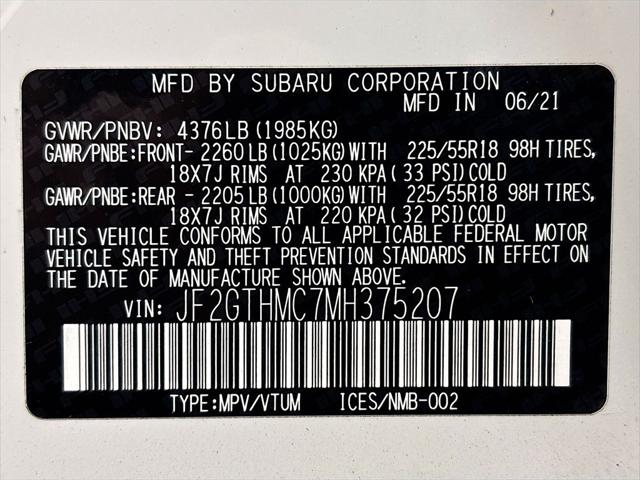 MFD BY SUBARU CORPORATION
MFD IN 06/21
GVWR/PNBV: 4376LB (1985KG)
GAWR/PNBE:FRONT- 2260 LB (1025KG) WITH 225/55R18 98H TIRES,
18X7J RIMS AT 230 KPA ( 33 PSI) COLD
GAWR/PNBE:REAR - 2205 LB (1000KG) WITH 225/55R18 98H TIRES,
18X7J RIMS AT 220 KPA ( 32 PSI) COLD
THIS VEHICLE CONFORMS TO ALL APPLICABLE FEDERAL MOTOR
VEHICLE SAFETY AND THEFT PREVENTION STANDARDS IN EFFECT ON
THE DATE OF MANUFACTURE SHOWN ABOVE.
VIN: JF2GTHMC7MH375207
TYPE:MPV/VTUM ICES/NMB-002